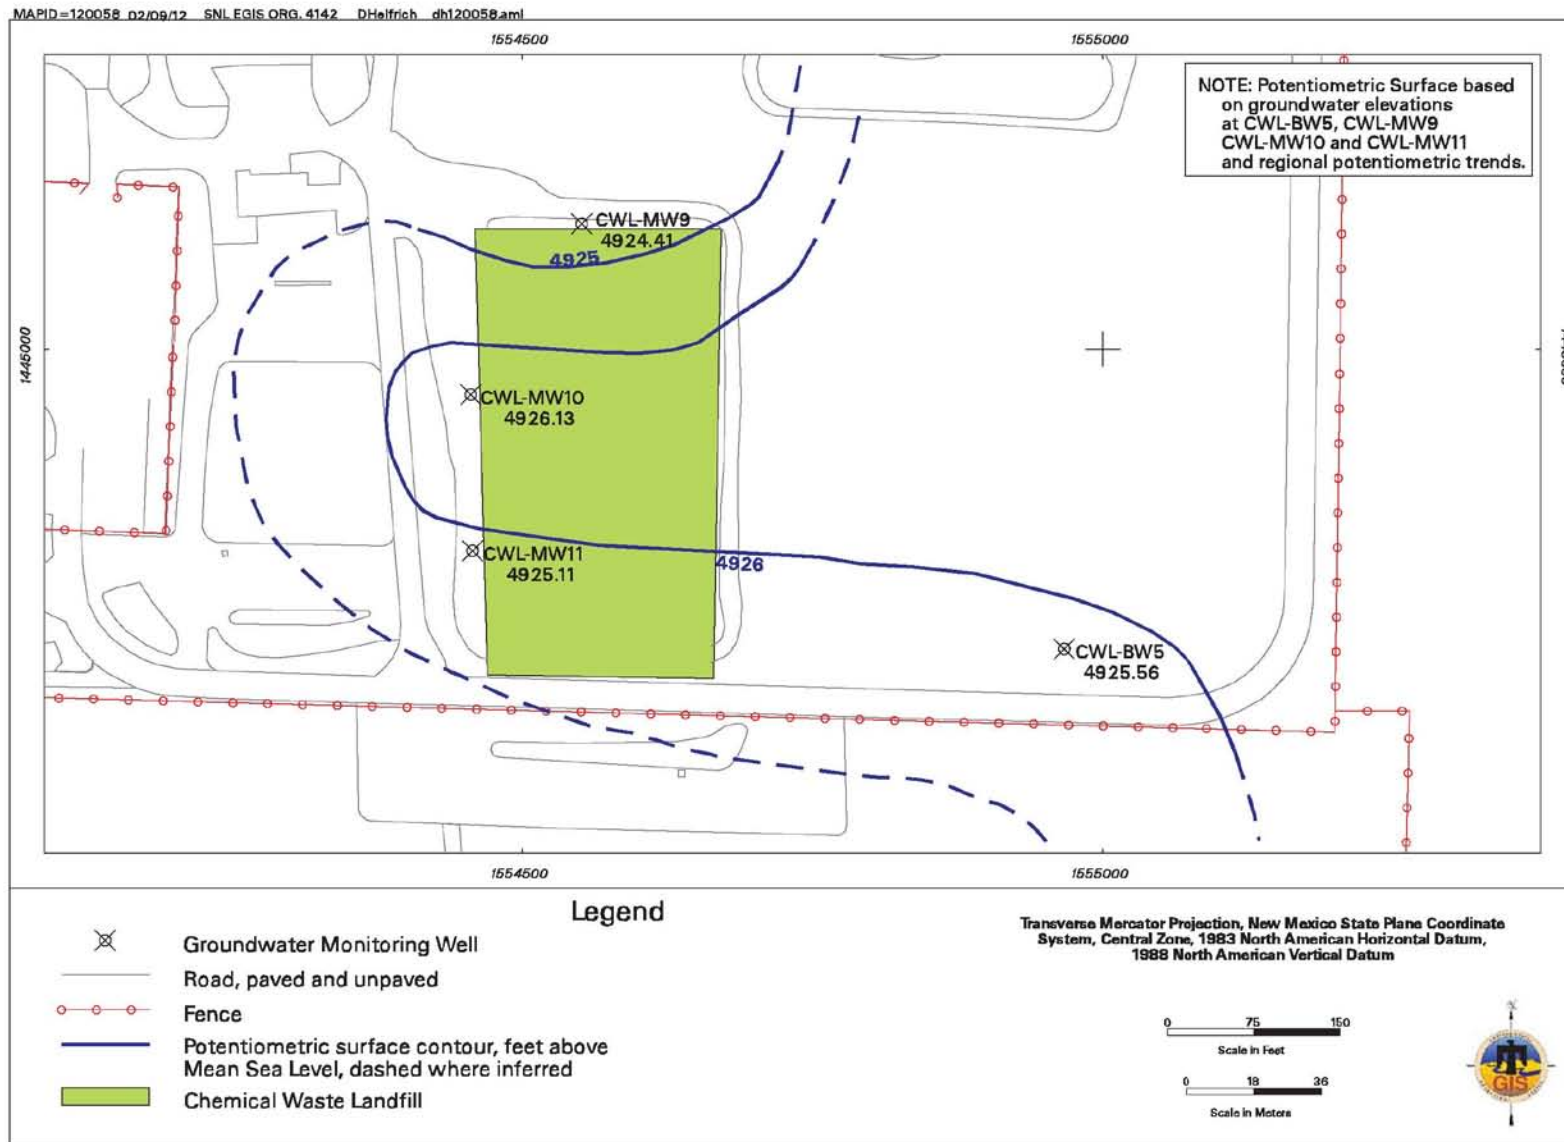 MAPID=120058 02/09/12 SNL EGIS ORG. 4142 DHelfrich dh120058.aml
1554500
1555000
NOTE: Potentiometric Surface based
on groundwater elevations
at CWL-BW5, CWL-MW9
CWL-MW10 and CWL-MW11
and regional potentiometric trends.
CWL-MW9
4924.41
4925
1445000
CWL-MW10
4926.13
CWL-MW11
4925.11
4926
CWL-BW5
4925.56
1554500
1555000
Legend
Groundwater Monitoring Well
Road, paved and unpaved
Fence
Potentiometric surface contour, feet above
Mean Sea Level, dashed where inferred
Chemical Waste Landfill
Transverse Mercator Projection, New Mexico State Plane Coordinate
System, Central Zone, 1983 North American Horizontal Datum,
1988 North American Vertical Datum
0 75 150
Scale in Feet
0 18 36
Scale in Meters
GIS